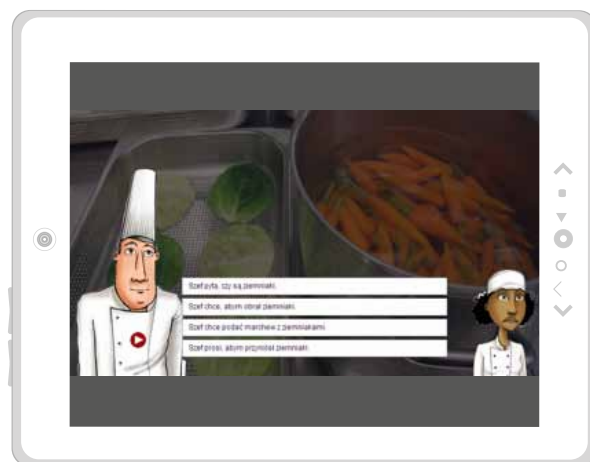 Szef pyta, czy są ziemniaki.
Szef chce, abym obrał ziemniaki.
Szef chce podać marchew z ziemniakami.
Szef prosi, abym przyniósł ziemniaki.